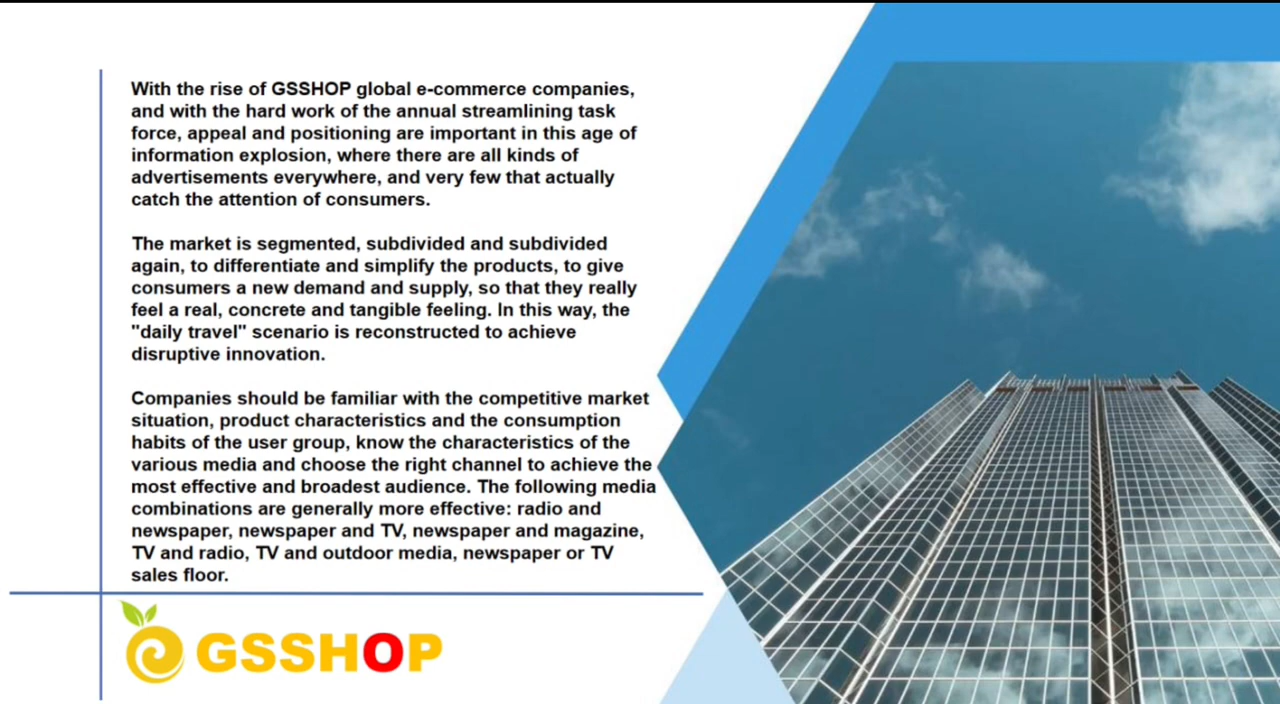 With the rise of GSSHOP global e-commerce companies,
and with the hard work of the annual streamlining task
force, appeal and positioning are important in this age of
information explosion, where there are all kinds of
advertisements everywhere, and very few that actually
catch the attention of consumers.
The market is segmented, subdivided and subdivided
again, to differentiate and simplify the products, to give
consumers a new demand and supply, so that they really
feel a real, concrete and tangible feeling. In this way, the
"daily travel" scenario is reconstructed to achieve
disruptive innovation.
Companies should be familiar with the competitive market
situation, product characteristics and the consumption
habits of the user group, know the characteristics of the
various media and choose the right channel to achieve the
most effective and broadest audience. The following media
combinations are generally more effective: radio and
newspaper, newspaper and TV, newspaper and magazine,
TV and radio, TV and outdoor media, newspaper or TV
sales floor.
GSSHOP